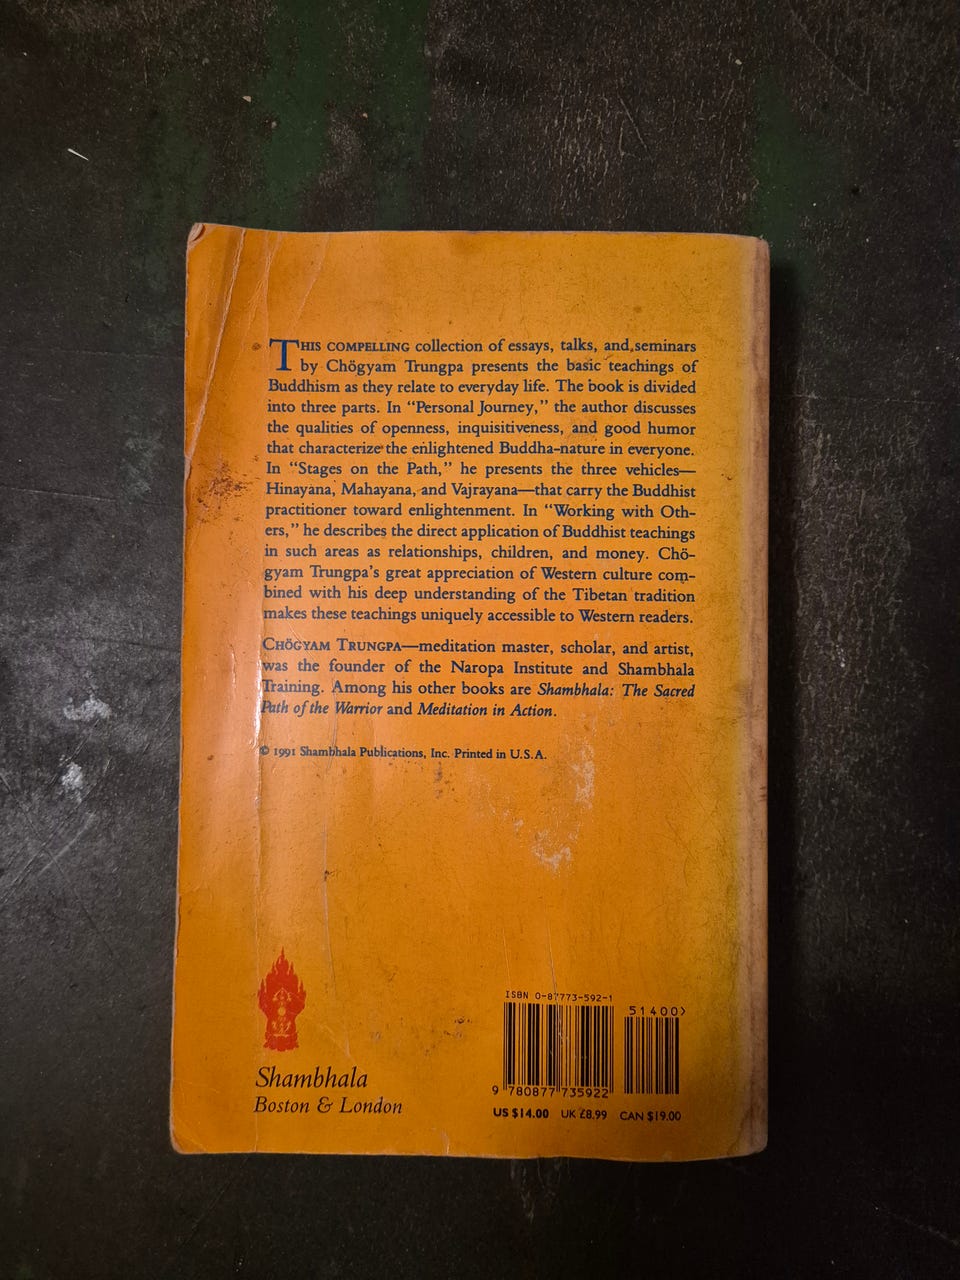 THIS COMPELLING collection of essays, talks, and seminars
by Chögyam Trungpa presents the basic teachings of
Buddhism as they relate to everyday life. The book is divided
into three parts. In “Personal Journey,” the author discusses
the qualities of openness, inquisitiveness, and good humor
that characterize the enlightened Buddha-nature in everyone.
In “Stages on the Path,” he presents the three vehicles—
Hinayana, Mahayana, and Vajrayana—that carry the Buddhist
practitioner toward enlightenment. In “Working with Oth-
ers,” he describes the direct application of Buddhist teachings
in such areas as relationships, children, and money. Chö-
gyam Trungpa’s great appreciation of Western culture com-
bined with his deep understanding of the Tibetan tradition
makes these teachings uniquely accessible to Western readers.
CHÖGYAM TRUNGPA—meditation master, scholar, and artist,
was the founder of the Naropa Institute and Shambhala
Training. Among his other books are Shambhala: The Sacred
Path of the Warrior and Meditation in Action.
© 1991 Shambhala Publications, Inc. Printed in U.S.A.
Shambhala
Boston & London
ISBN 0-87773-592-1
51400>
9 780877 735922
US $14.00 UK £8.99 CAN $19.00